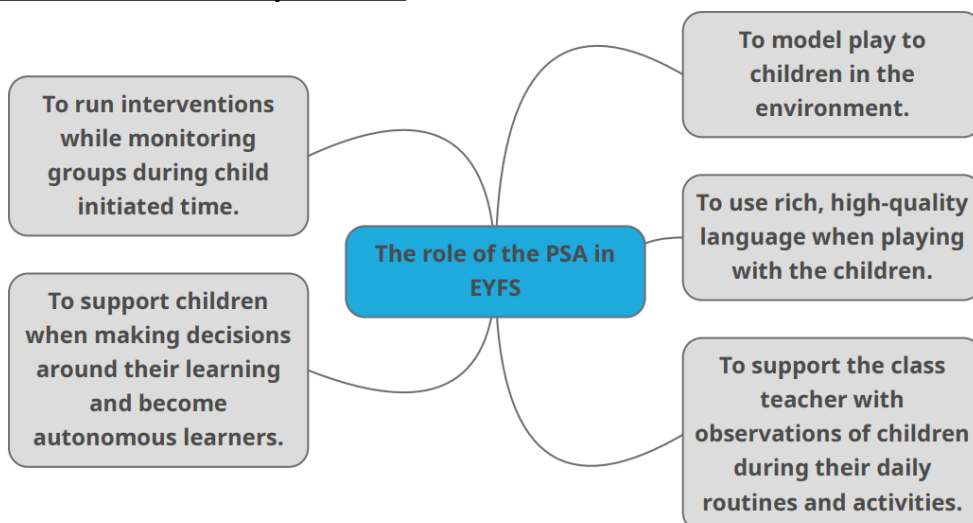 The role of the PSA in
EYFS
To run interventions
while monitoring
groups during child
initiated time.
To support children
when making decisions
around their learning
and become
autonomous learners.
To model play to
children in the
environment.
To use rich, high-quality
language when playing
with the children.
To support the class
teacher with
observations of children
during their daily
routines and activities.